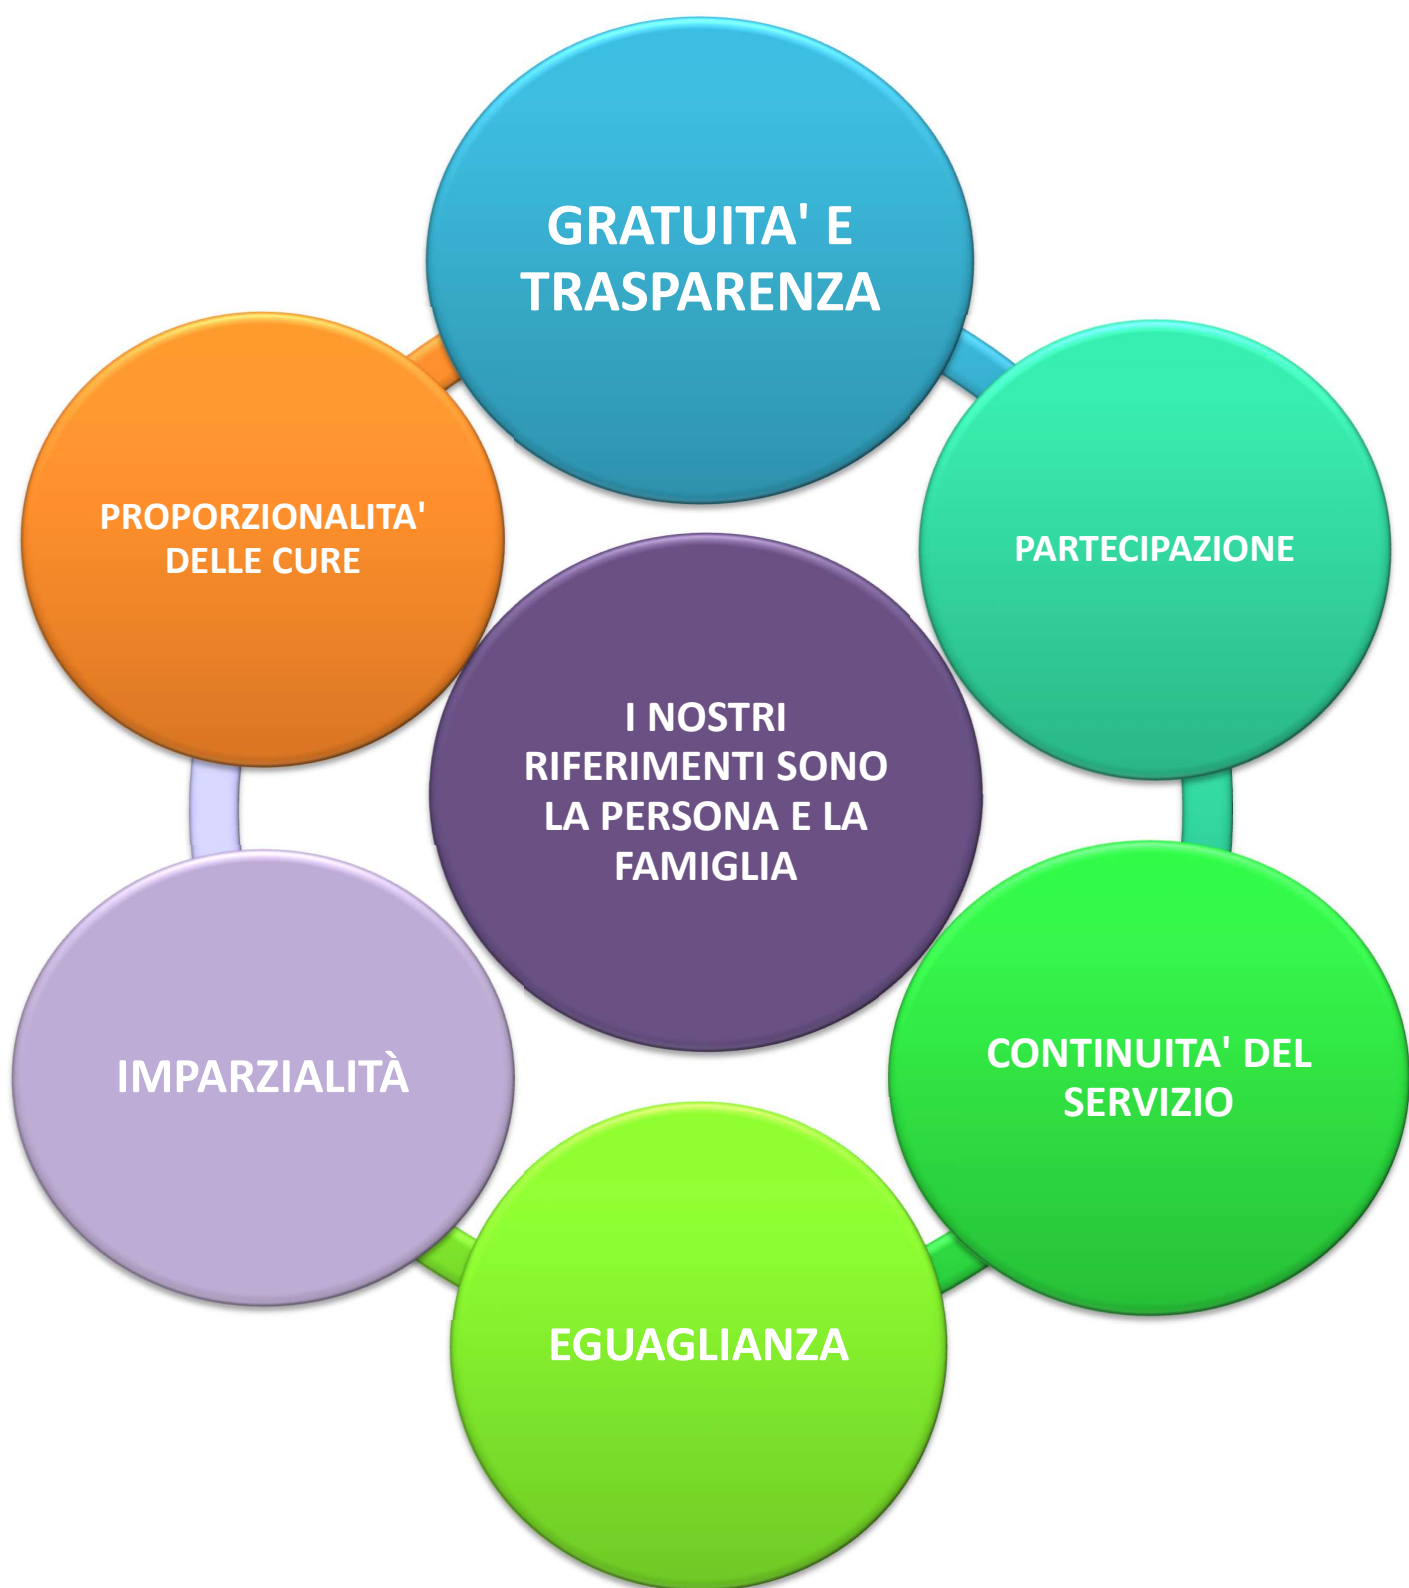 GRATUITA' E
TRASPARENZA
PARTECIPAZIONE
CONTINUITA' DEL
SERVIZIO
EGUAGLIANZA
IMPARZIALITÀ
PROPORZIONALITA'
DELLE CURE
I NOSTRI
RIFERIMENTI SONO
LA PERSONA E LA
FAMIGLIA